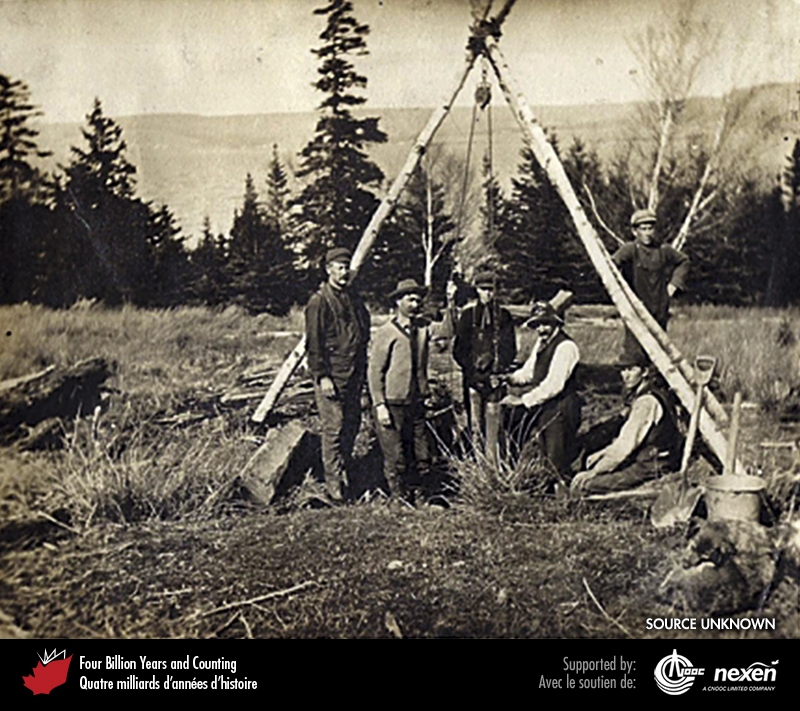 SOURCE UNKNOWN
Four Billion Years and Counting
Quatre milliards d'années d'histoire
Supported by:
Avec le soutien de:
CNOOC
nexen
A CNOOC LIMITED COMPANY